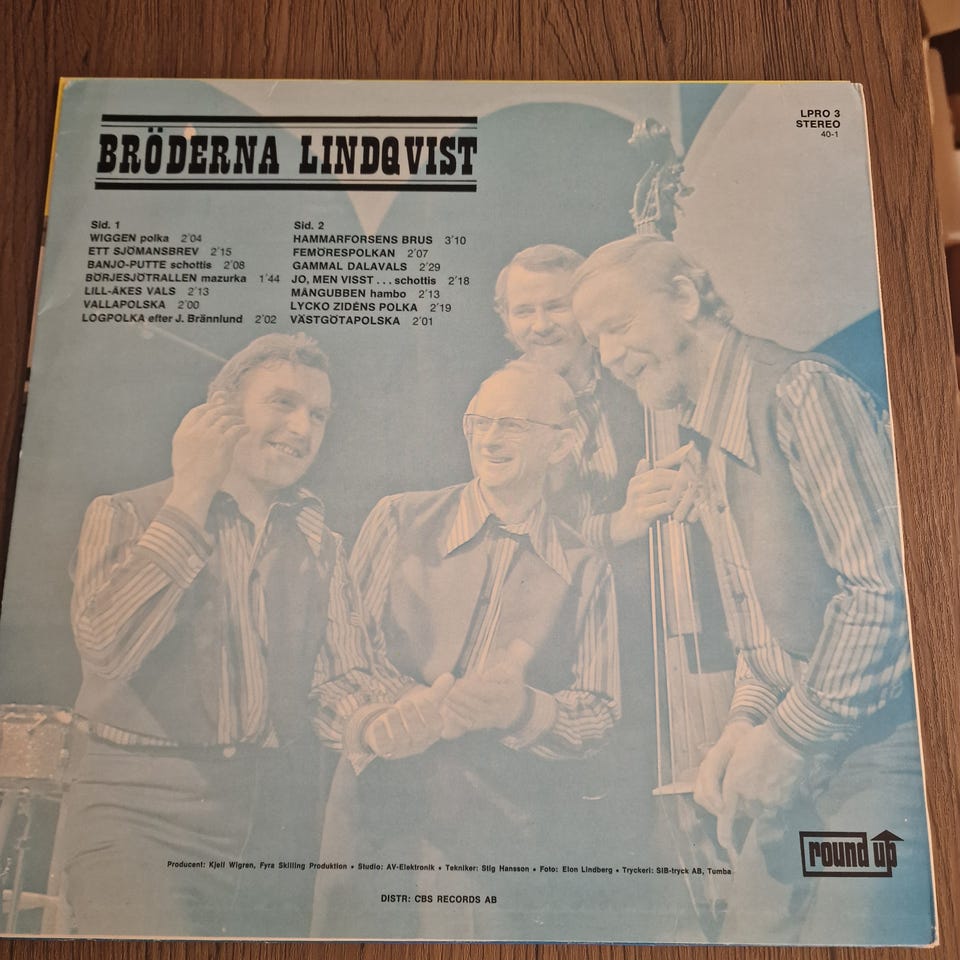 LPRO 3
STEREO
40-1
BRÖDERNA LINDQVIST
Sid. 1
WIGGEN polka 2'04
ETT SJÖMANSBREV 2'15
BANJO-PUTTE schottis 2'08
BÖRJESJÖTRALLEN mazurka 1'44
LILL-ÅKES VALS 2'13
VALLAPOLSKA 2'00
LOGPOLKA efter J. Brännlund 2'02
Sid. 2
HAMMARFORSENS BRUS 3'10
FEMÖRESPOLKAN 2'07
GAMMAL DALAVALS 2'29
JO, MEN VISST . . . schottis 2'18
MÅNGUBBEN hambo 2'13
LYCKO ZIDÉNS POLKA 2'19
VÄSTGÖTAPOLSKA 2'01
round up
Producent: Kjell Wigren, Fyra Skilling Produktion • Studio: AV-Elektronik • Tekniker: Stig Hansson • Foto: Elon Lindberg • Tryckeri: SIB-tryck AB, Tumba
DISTR: CBS RECORDS AB